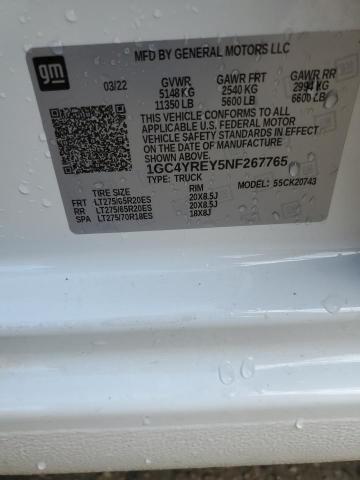 gm
MFD BY GENERAL MOTORS LLC
03/22
GVWR GAWR FRT GAWR RR
5148 KG 2540 KG 2994 KG
11350 LB 5600 LB 6600 LB
THIS VEHICLE CONFORMS TO ALL
APPLICABLE U.S. FEDERAL MOTOR
VEHICLE SAFETY STANDARDS IN EFFECT ON
THE DATE OF MANUFACTURE SHOWN ABOVE.
1GC4YREY5NF267765
TYPE: TRUCK
TIRE SIZE RIM 55CK20743
FRT LT275/65R20ES 20X8.5J
RR LT275/65R20ES 20X8.5J
SPA LT275/70R18ES 18X8J